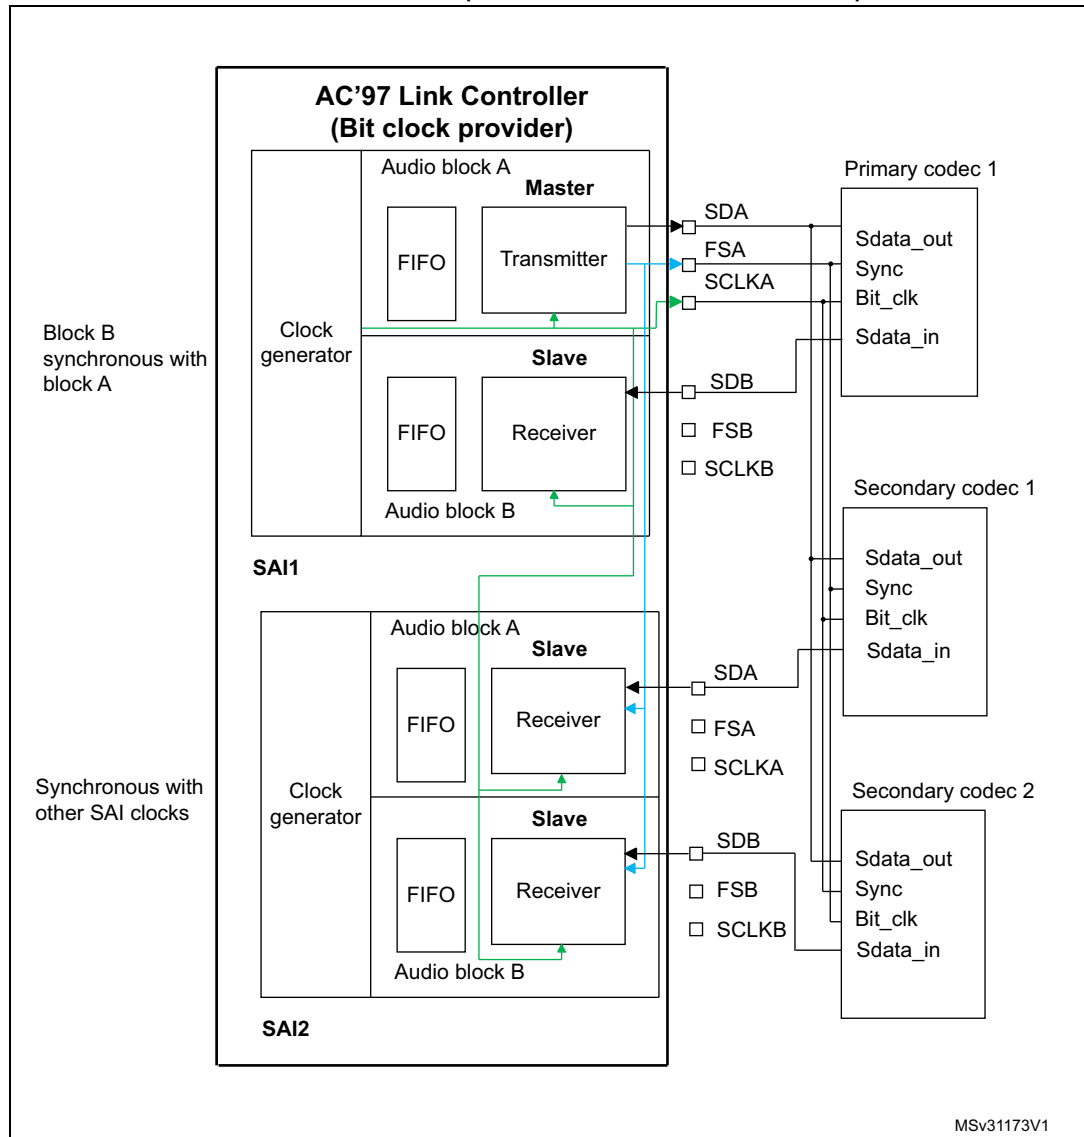 AC’97 Link Controller
(Bit clock provider)
Audio block A
Master
FIFO
Transmitter
Clock
generator
Slave
FIFO
Receiver
Audio block B
SAI1
Block B
synchronous with
block A
SDA
FSA
SCLKA
SDB
FSB
SCLKB
Primary codec 1
Sdata_out
Sync
Bit_clk
Sdata_in
Secondary codec 1
Sdata_out
Sync
Bit_clk
Sdata_in
Audio block A
Slave
FIFO
Receiver
Clock
generator
Slave
FIFO
Receiver
Audio block B
SAI2
Synchronous with
other SAI clocks
SDA
FSA
SCLKA
SDB
FSB
SCLKB
Secondary codec 2
Sdata_out
Sync
Bit_clk
Sdata_in
MSv31173V1